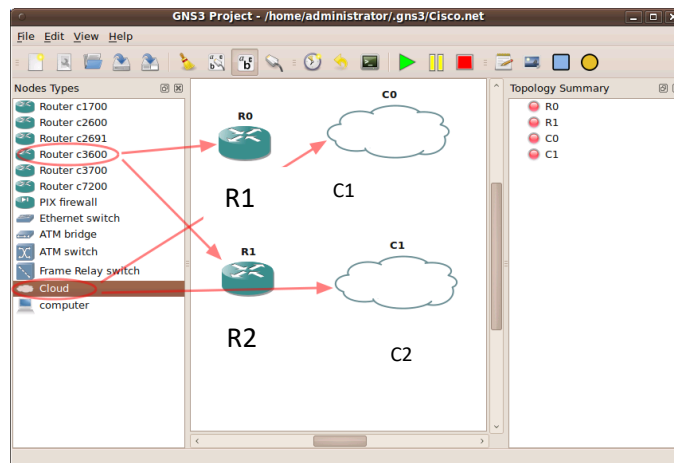 GNS3 Project - /home/administrator/.gns3/Cisco.net
File Edit View Help
Nodes Types
Router c1700
Router c2600
Router c2691
Router c3600
Router c3700
Router c7200
PIX firewall
Ethernet switch
ATM bridge
ATM switch
Frame Relay switch
Cloud
computer
C0
R0
R1
C1
R1
C1
R2
C2
Topology Summary
R0
R1
C0
C1